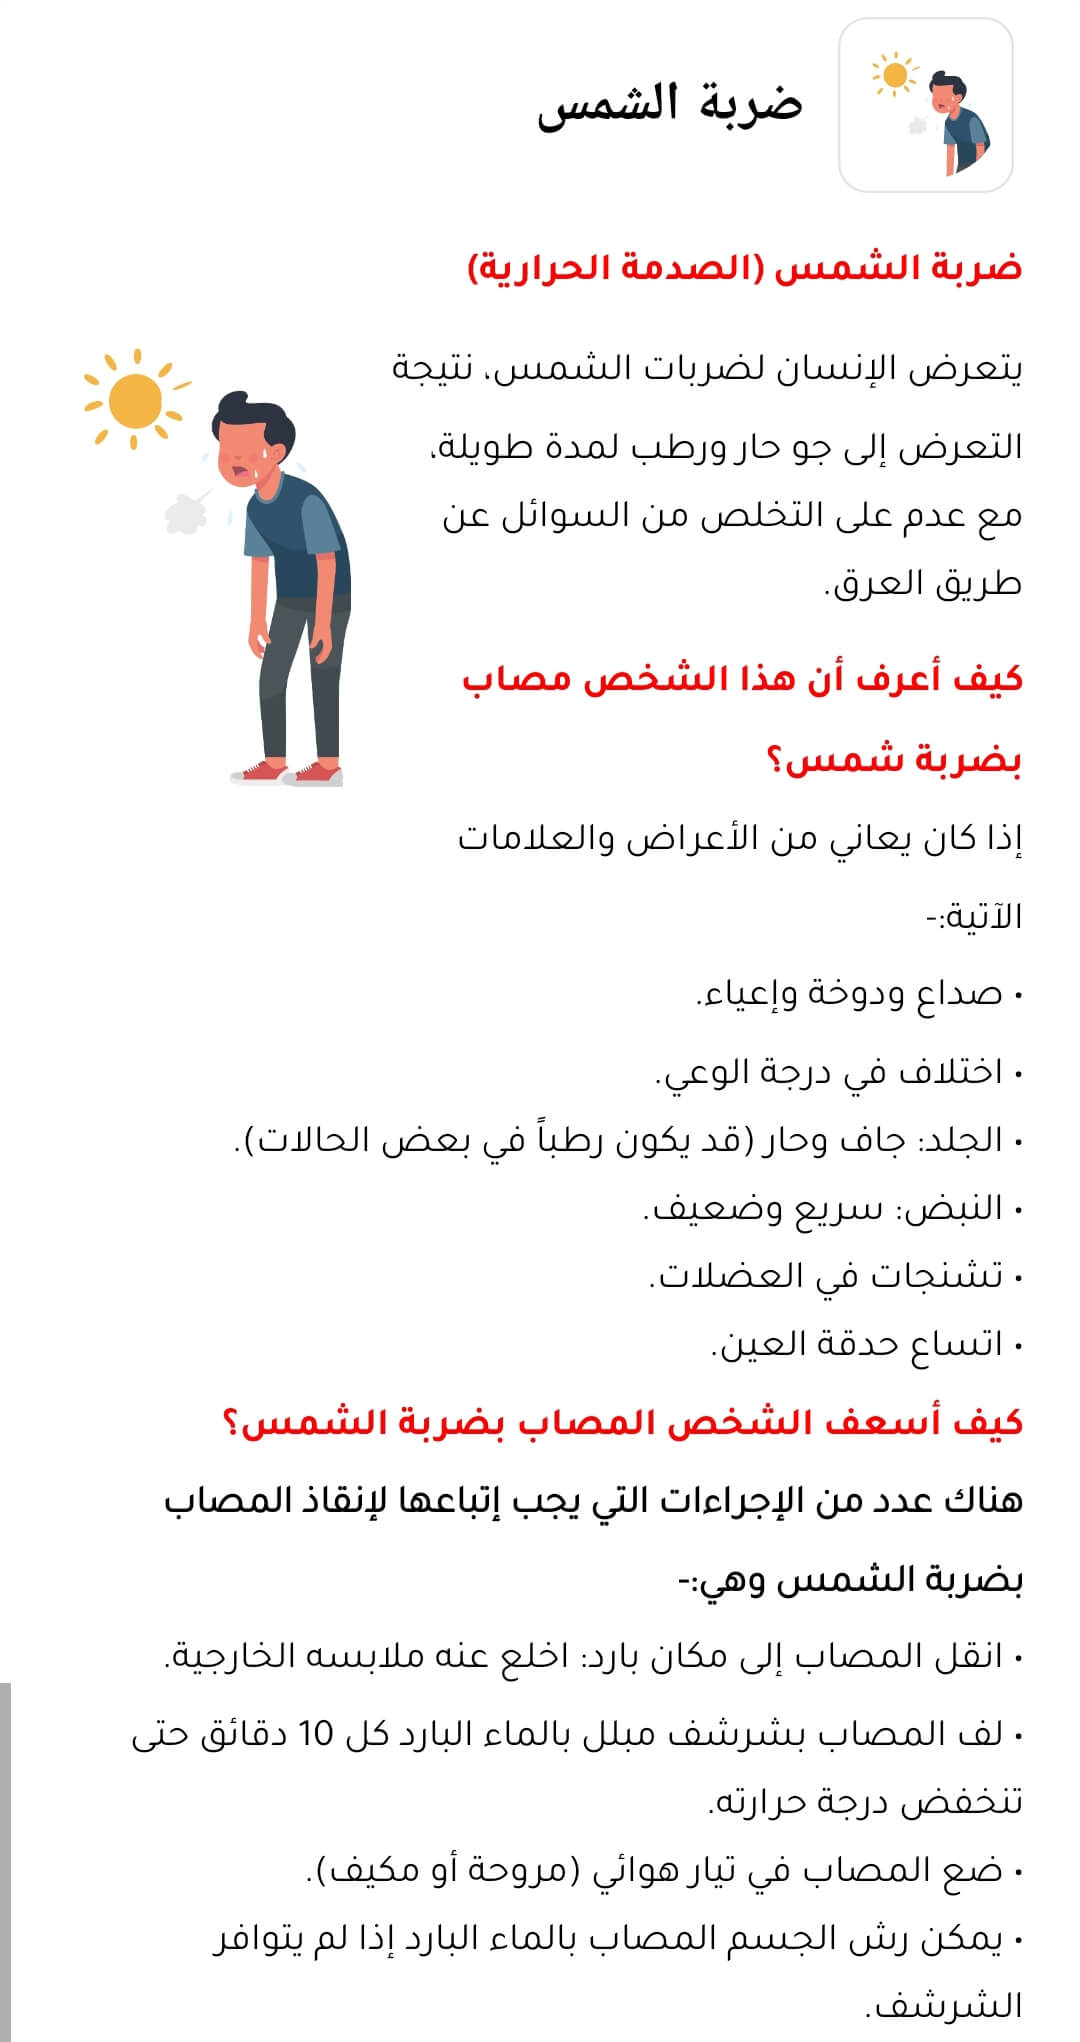 ضربة الشمس
ضربة الشمس (الصدمة الحرارية)
يتعرض الإنسان لضربات الشمس، نتيجة
التعرض إلى جو حار ورطب لمدة طويلة،
مع عدم على التخلص من السوائل عن
طريق العرق.
كيف أعرف أن هذا الشخص مصاب
بضربة شمس؟
إذا كان يعاني من الأعراض والعلامات
الآتية:-
• صداع ودوخة وإعياء.
• اختلاف في درجة الوعي.
• الجلد: جاف وحار (قد يكون رطباً في بعض الحالات).
• النبض: سريع وضعيف.
• تشنجات في العضلات.
• اتساع حدقة العين.
كيف أسعف الشخص المصاب بضربة الشمس؟
هناك عدد من الإجراءات التي يجب إتباعها لإنقاذ المصاب
بضربة الشمس وهي:-
• انقل المصاب إلى مكان بارد: اخلع عنه ملابسه الخارجية.
• لف المصاب بشرشف مبلل بالماء البارد كل 10 دقائق حتى
تنخفض درجة حرارته.
• ضع المصاب في تيار هوائي (مروحة أو مكيف).
• يمكن رش الجسم المصاب بالماء البارد إذا لم يتوافر
الشرشف.